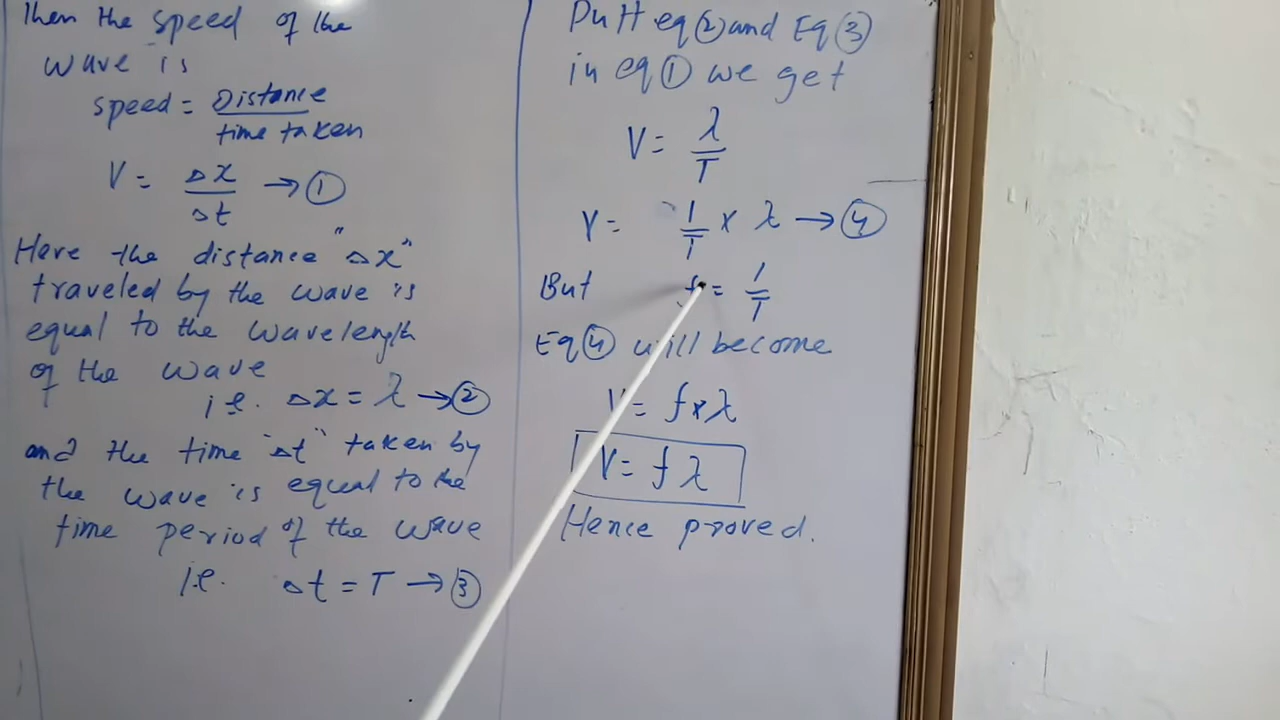 Then the speed of the
wave is
speed = Distance / time taken
V = Δx / Δt → ①
Here the distance "Δx"
traveled by the wave is
equal to the wavelength
of the wave
i.e. Δx = λ → ②
and the time "Δt" taken by
the wave is equal to the
time period of the wave
i.e. Δt = T → ③
Putt eq ② and Eq ③
in eq ① we get
V = λ / T
V = 1/T × λ → ④
But f = 1/T
Eq ④ will become
V = f×λ
V = fλ
Hence proved.